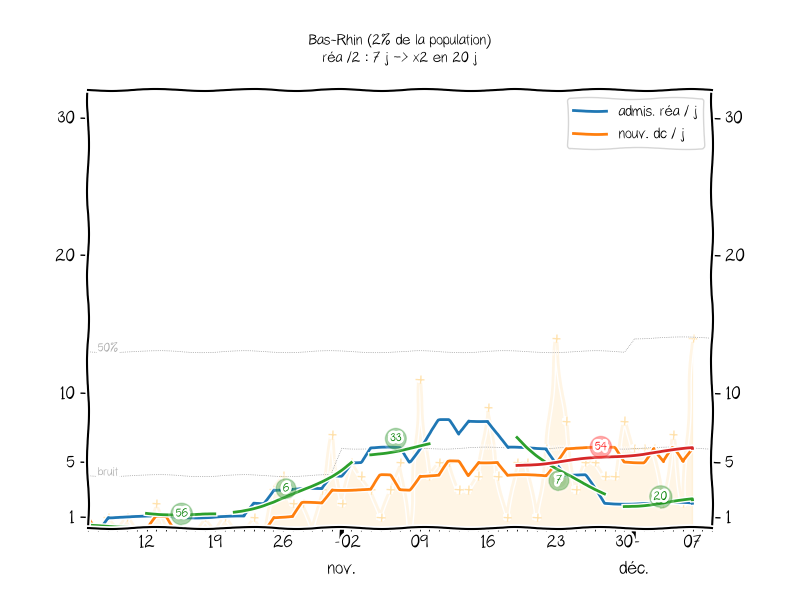 Bas-Rhin (2% de la population)
réa /2 : 7 j -> x2 en 20 j
admis. réa / j
nouv. dc / j
30 30
20 20
50%
10 10
33
54
5 5
bruit
6
7
20
56
1 1
12 19 26 02 09 16 23 30 07
nov. déc.